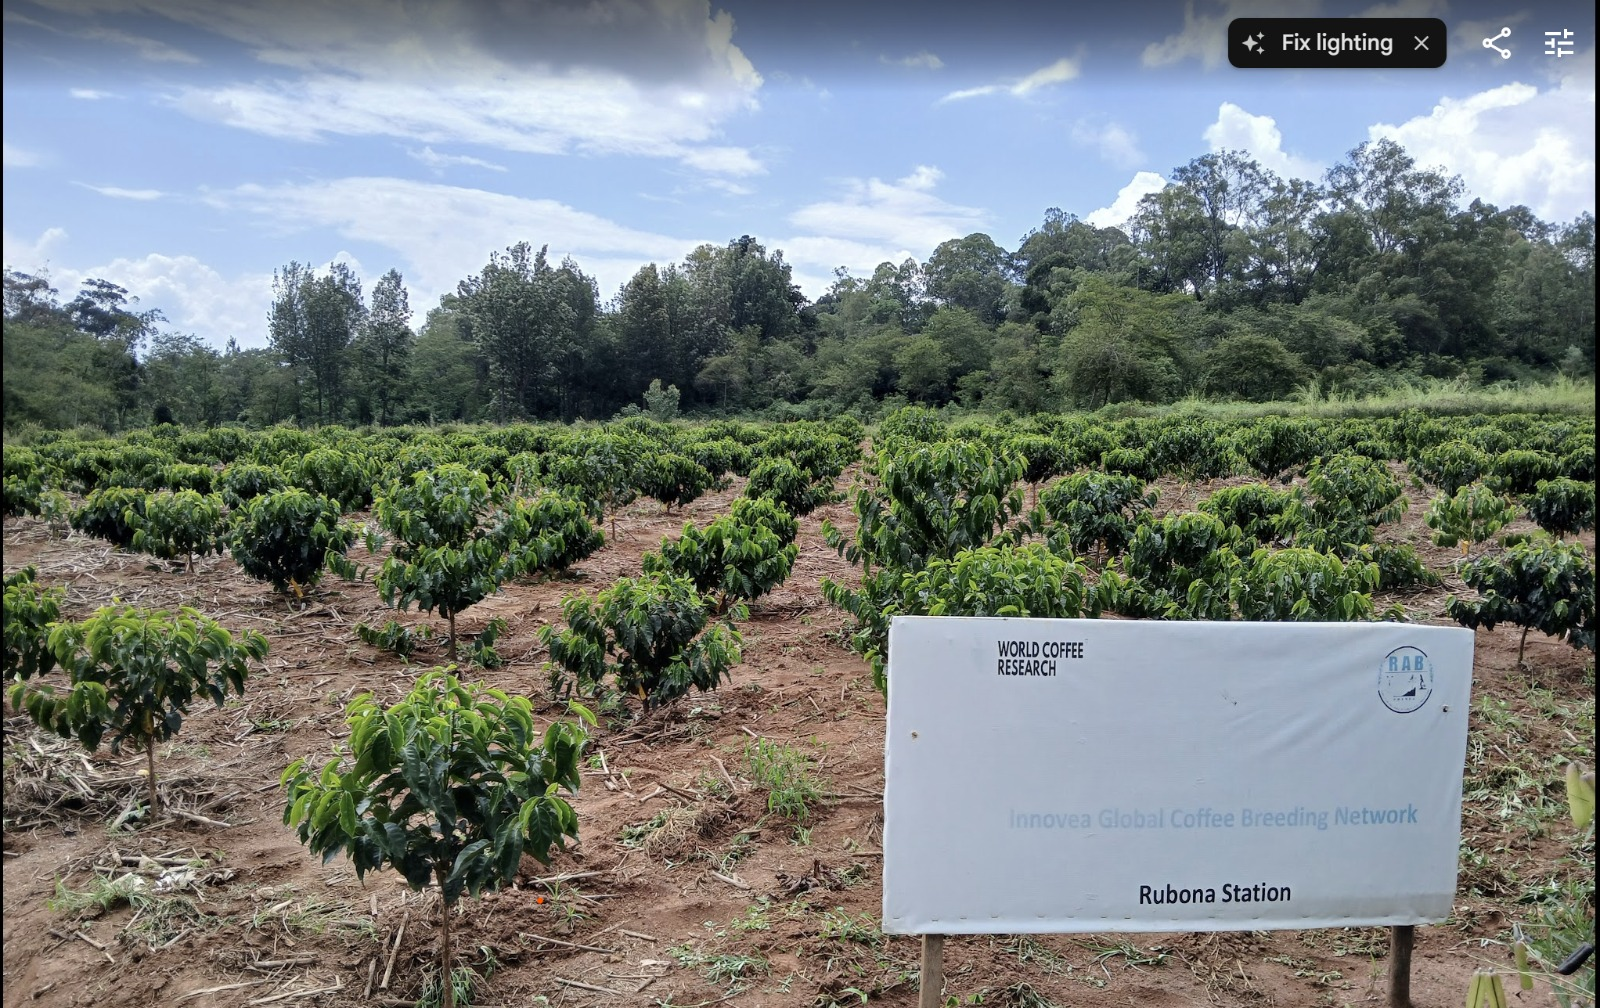 Fix lighting
WORLD COFFEE
RESEARCH
RAB
Innovea Global Coffee Breeding Network
Rubona Station